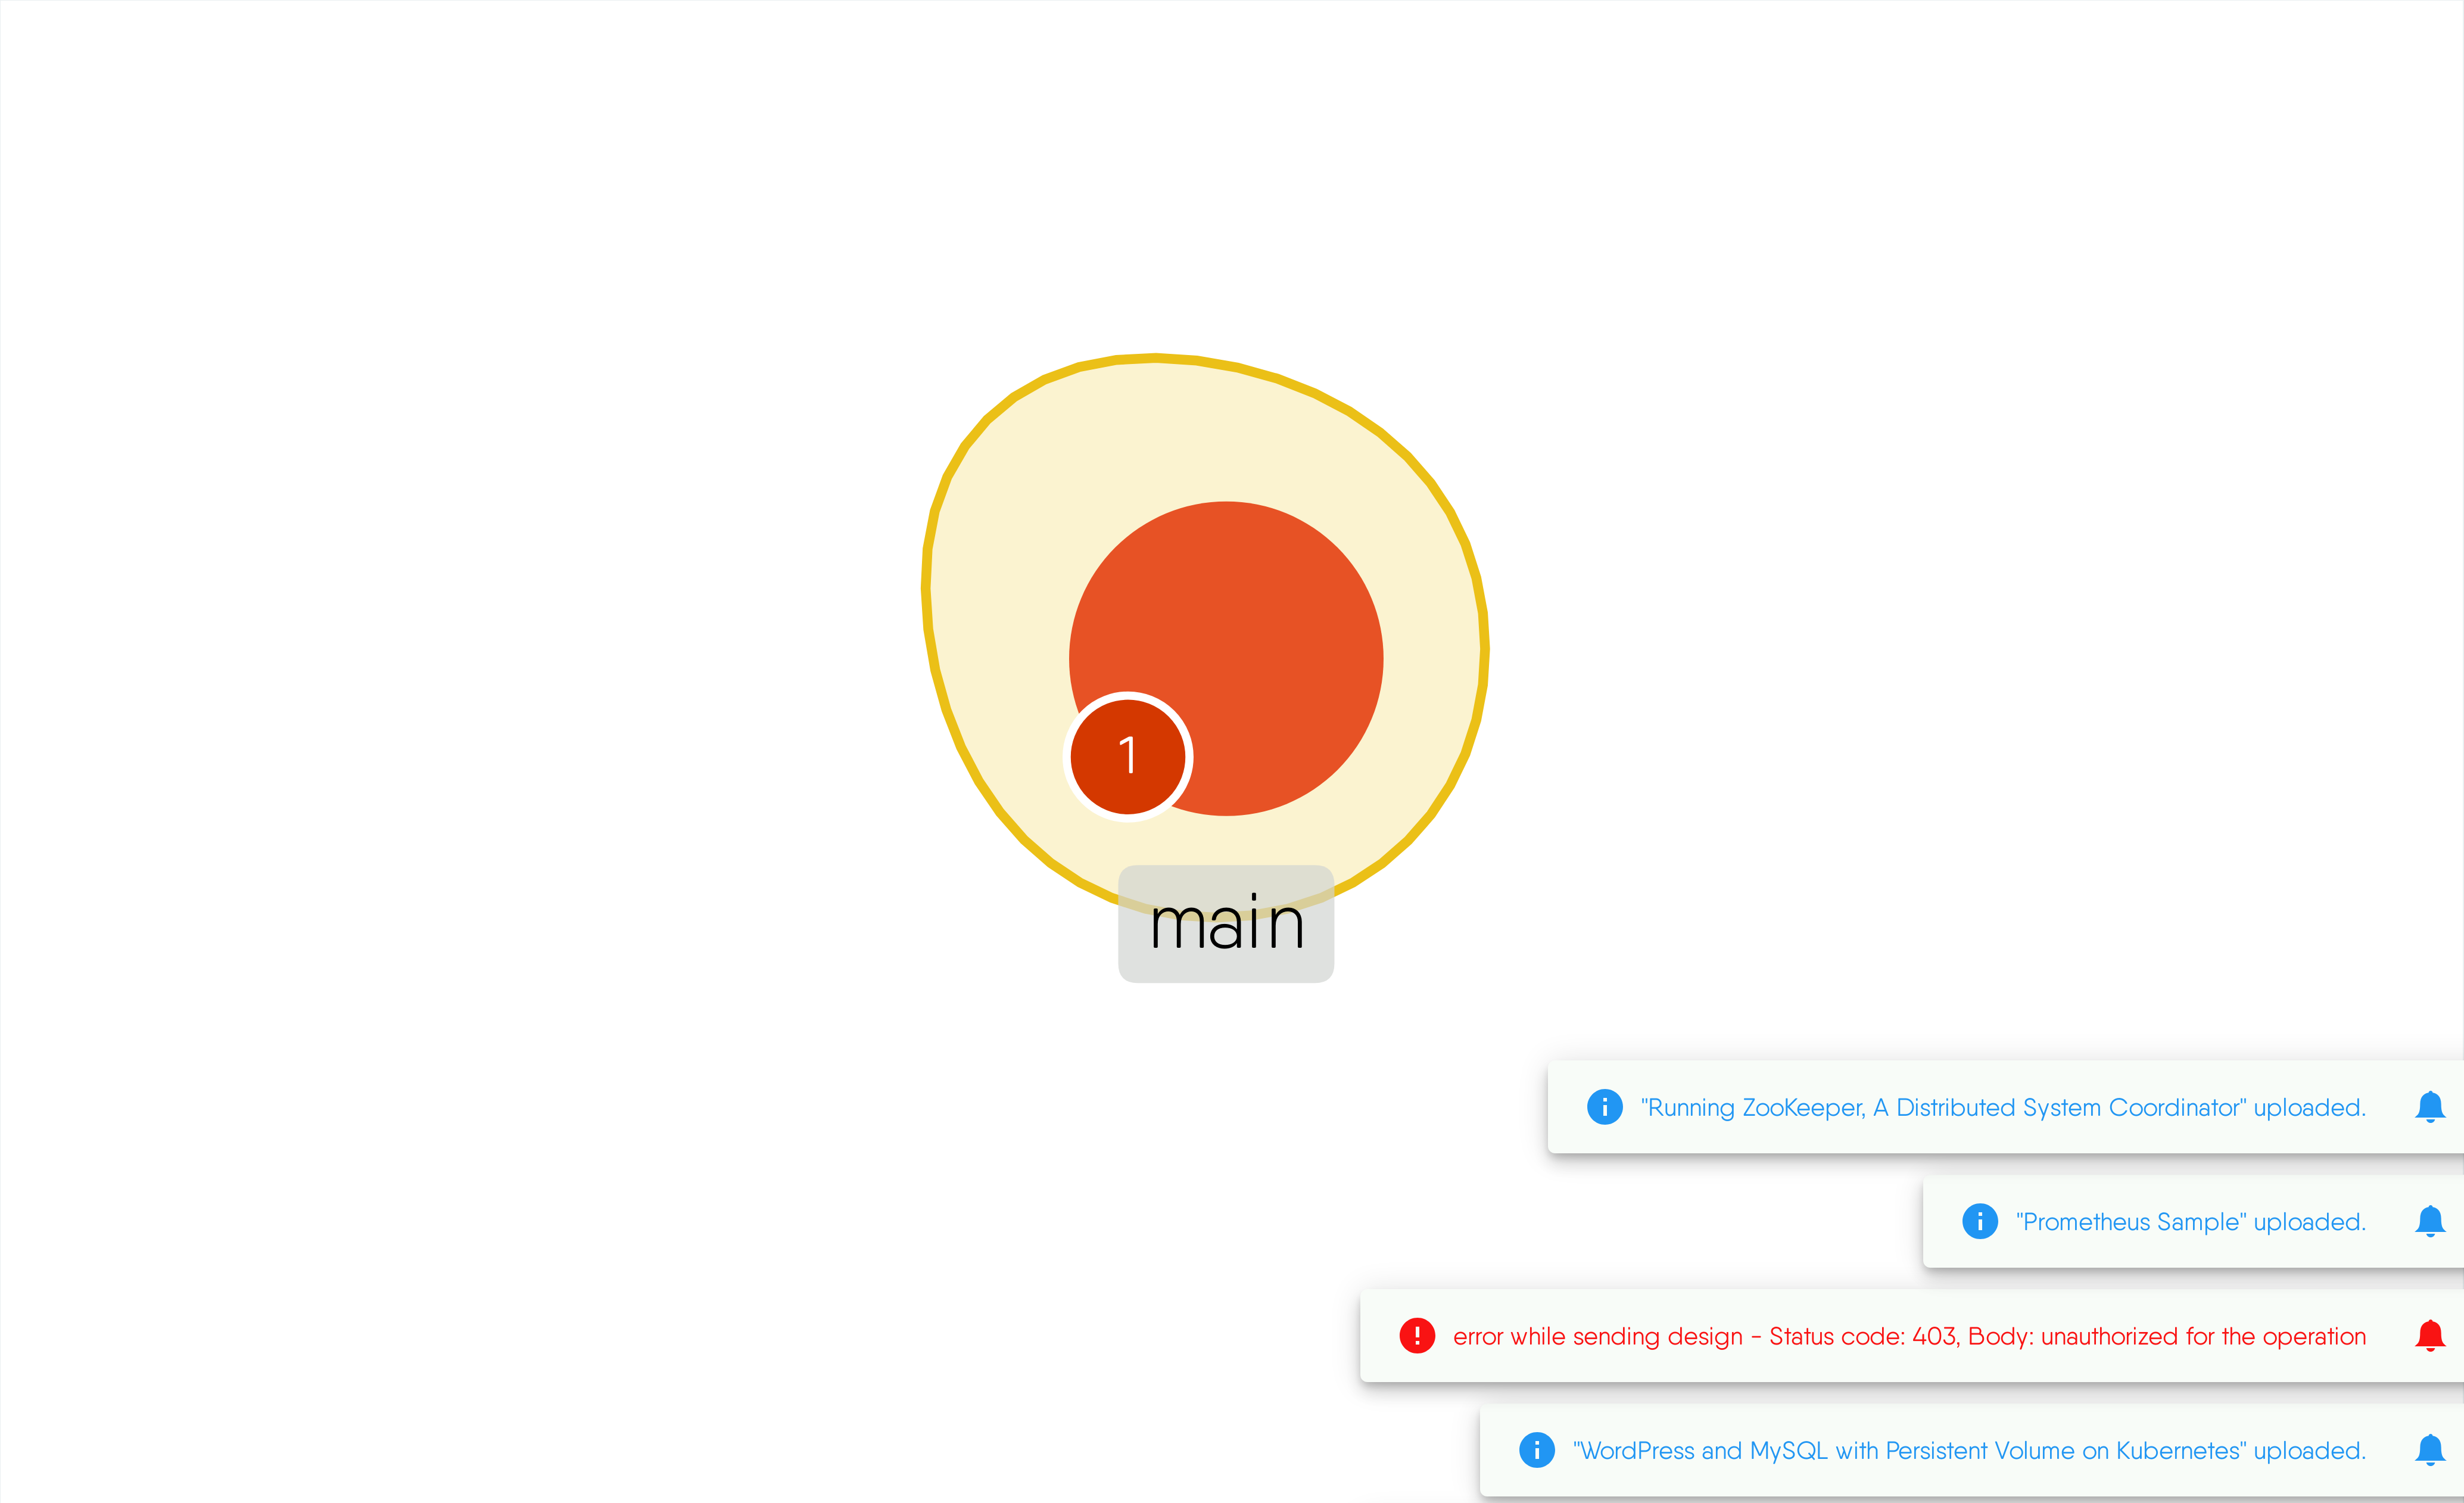 1
main
"Running ZooKeeper, A Distributed System Coordinator" uploaded.
"Prometheus Sample" uploaded.
error while sending design - Status code: 403, Body: unauthorized for the operation
"WordPress and MySQL with Persistent Volume on Kubernetes" uploaded.